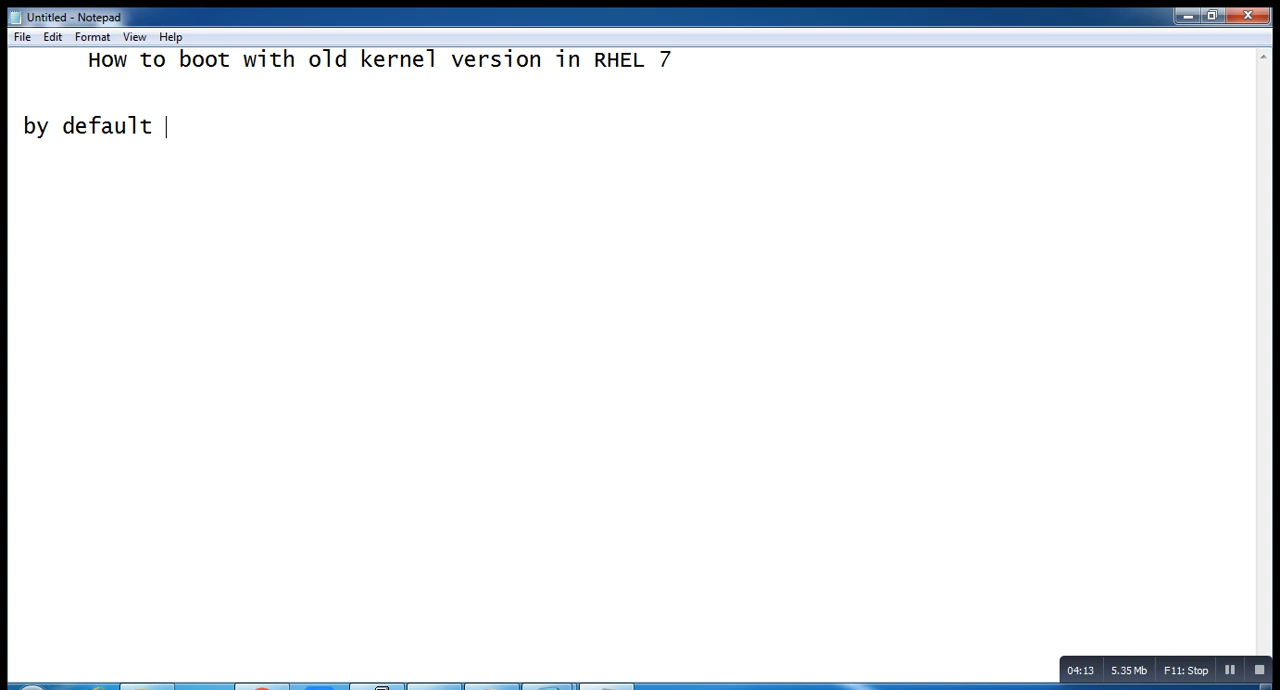 Untitled - Notepad
File Edit Format View Help
How to boot with old kernel version in RHEL 7
by default
04:13 5.35 Mb F11: Stop